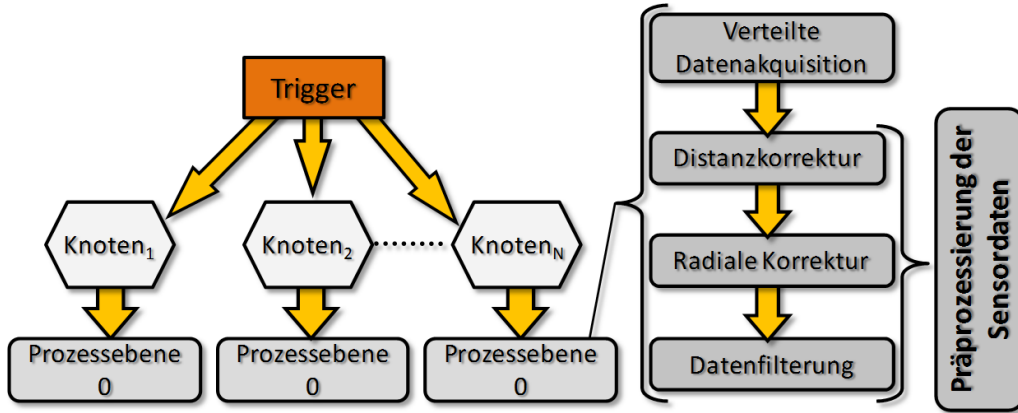 Trigger
Knoten1
Knoten2
KnotenN
Prozessebene
0
Prozessebene
0
Prozessebene
0
Verteilte
Datenakquisition
Distanzkorrektur
Radiale Korrektur
Datenfilterung
Präprozessierung der
Sensordaten